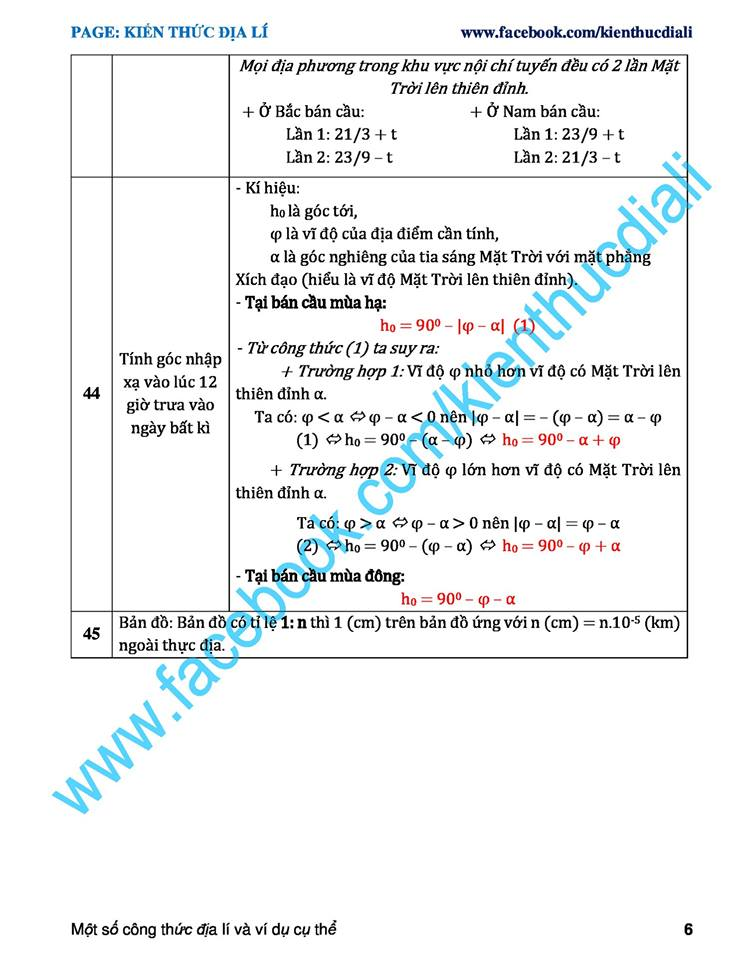 PAGE: KIẾN THỨC ĐỊA LÍ
www.facebook.com/kienthucdiali
Mọi địa phương trong khu vực nội chí tuyến đều có 2 lần Mặt
Trời lên thiên đỉnh.
+ Ở Bắc bán cầu:
Lần 1: 21/3 + t
Lần 2: 23/9 – t
+ Ở Nam bán cầu:
Lần 1: 23/9 + t
Lần 2: 21/3 – t
44
Tính góc nhập
xạ vào lúc 12
giờ trưa vào
ngày bất kì
- Kí hiệu:
h₀ là góc tới,
φ là vĩ độ của địa điểm cần tính,
α là góc nghiêng của tia sáng Mặt Trời với mặt phẳng
Xích đạo (hiểu là vĩ độ Mặt Trời lên thiên đỉnh).
- Tại bán cầu mùa hạ:
h₀ = 90⁰ – |φ – α| (1)
- Từ công thức (1) ta suy ra:
+ Trường hợp 1: Vĩ độ φ nhỏ hơn vĩ độ có Mặt Trời lên
thiên đỉnh α.
Ta có: φ < α ⇔ φ – α < 0 nên |φ – α| = – (φ – α) = α – φ
(1) ⇔ h₀ = 90⁰ – (α – φ) ⇔ h₀ = 90⁰ – α + φ
+ Trường hợp 2: Vĩ độ φ lớn hơn vĩ độ có Mặt Trời lên
thiên đỉnh α.
Ta có: φ > α ⇔ φ – α > 0 nên |φ – α| = φ – α
(2) ⇔ h₀ = 90⁰ – (φ – α) ⇔ h₀ = 90⁰ – φ + α
- Tại bán cầu mùa đông:
h₀ = 90⁰ – φ – α
45
Bản đồ: Bản đồ có tỉ lệ 1: n thì 1 (cm) trên bản đồ ứng với n (cm) = n.10⁻⁵ (km)
ngoài thực địa.
www.facebook.com/kienthucdiali
Một số công thức địa lí và ví dụ cụ thể
6